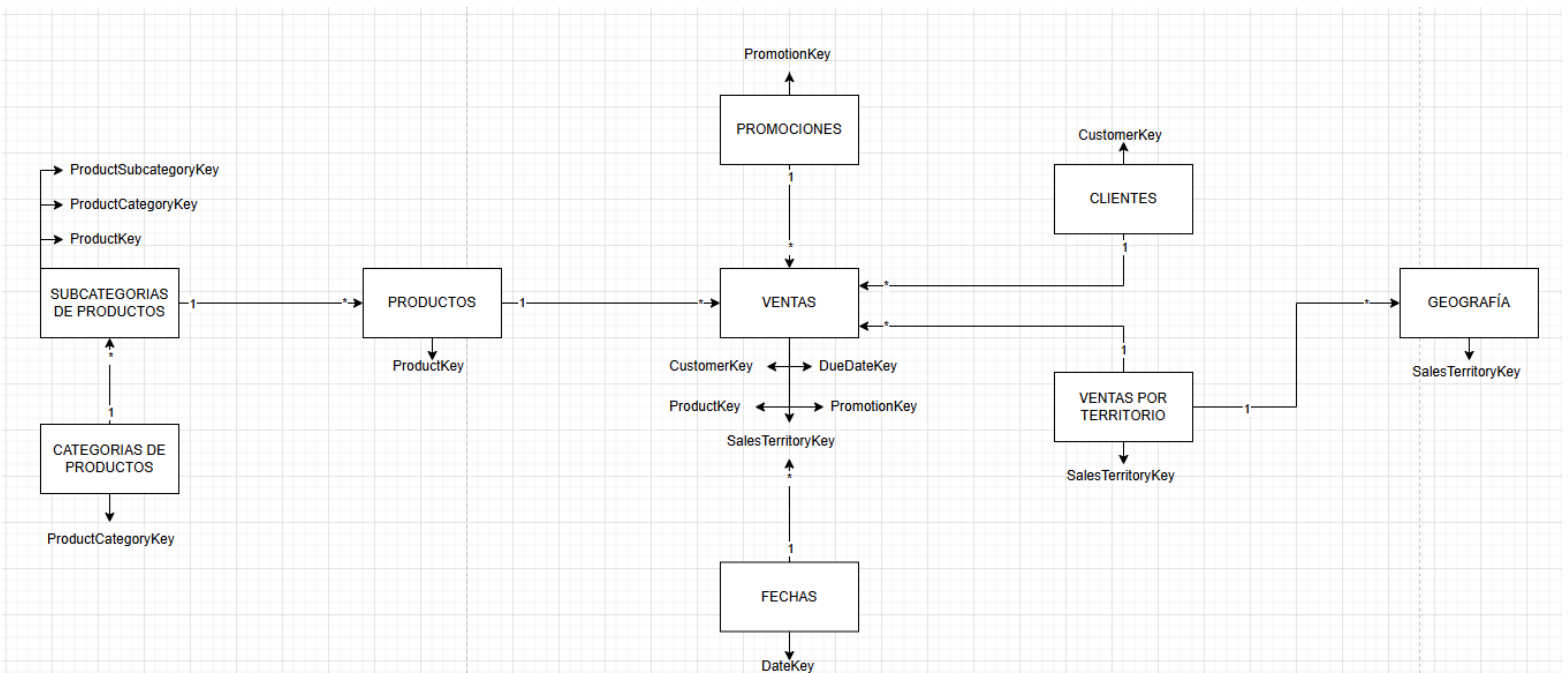 PromotionKey
PROMOCIONES
1
*
CustomerKey
CLIENTES
1
*
ProductSubcategoryKey
ProductCategoryKey
ProductKey
SUBCATEGORIAS
DE PRODUCTOS
1
*
PRODUCTOS
1
*
VENTAS
*
GEOGRAFÍA
*
1
*
1
ProductKey
CustomerKey
DueDateKey
SalesTerritoryKey
VENTAS POR
TERRITORIO
1
ProductKey
PromotionKey
CATEGORIAS DE
PRODUCTOS
SalesTerritoryKey
*
SalesTerritoryKey
ProductCategoryKey
1
FECHAS
DateKey